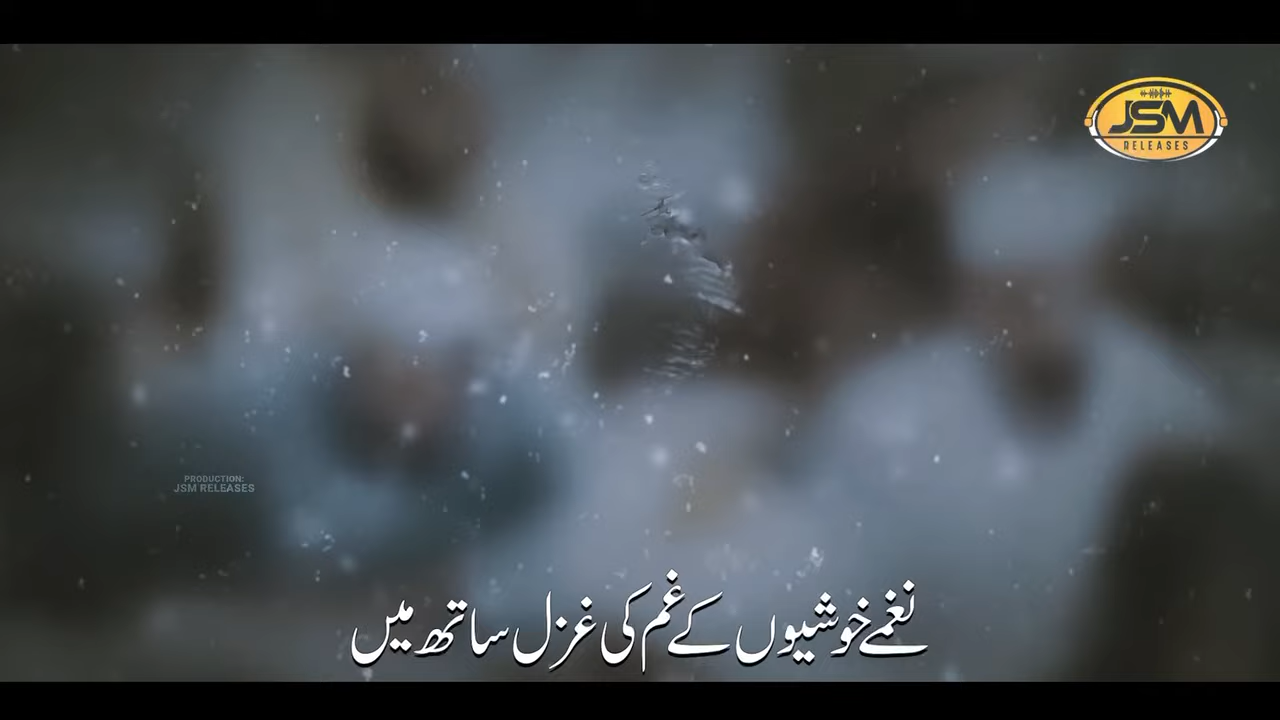 JSM
RELEASES
PRODUCTION:
JSM RELEASES
نغمے خوشیوں کے غم کی غزل ساتھ میں